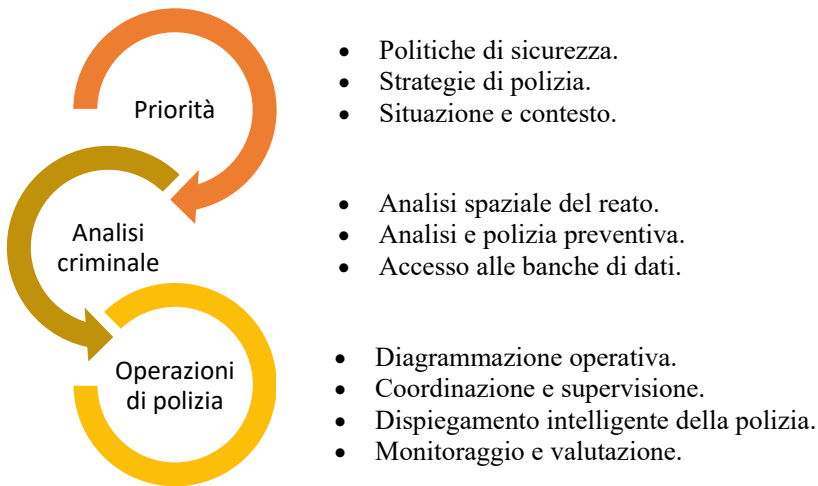 Priorità
• Politiche di sicurezza.
• Strategie di polizia.
• Situazione e contesto.
Analisi
criminale
• Analisi spaziale del reato.
• Analisi e polizia preventiva.
• Accesso alle banche di dati.
Operazioni
di polizia
• Diagrammazione operativa.
• Coordinazione e supervisione.
• Dispiegamento intelligente della polizia.
• Monitoraggio e valutazione.